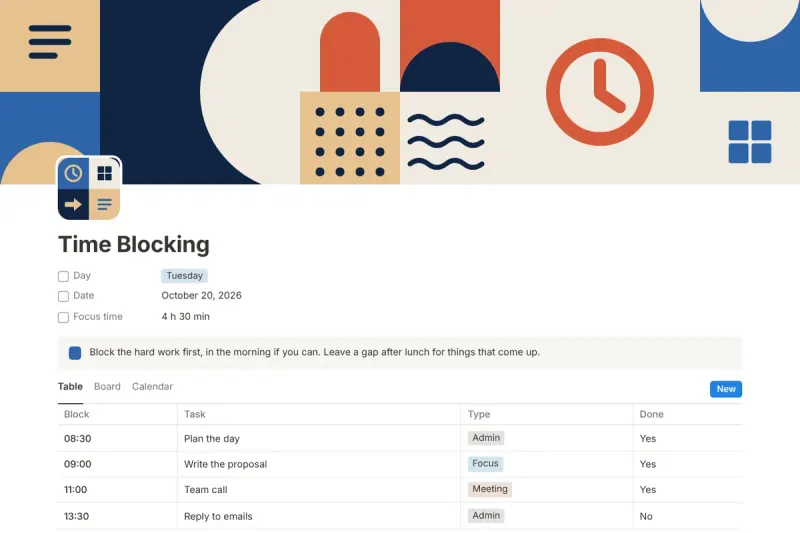 Time Blocking
Day Tuesday
Date October 20, 2026
Focus time 4 h 30 min
Block the hard work first, in the morning if you can. Leave a gap after lunch for things that come up.
Table Board Calendar New
Block Task Type Done
08:30 Plan the day Admin Yes
09:00 Write the proposal Focus Yes
11:00 Team call Meeting Yes
13:30 Reply to emails Admin No